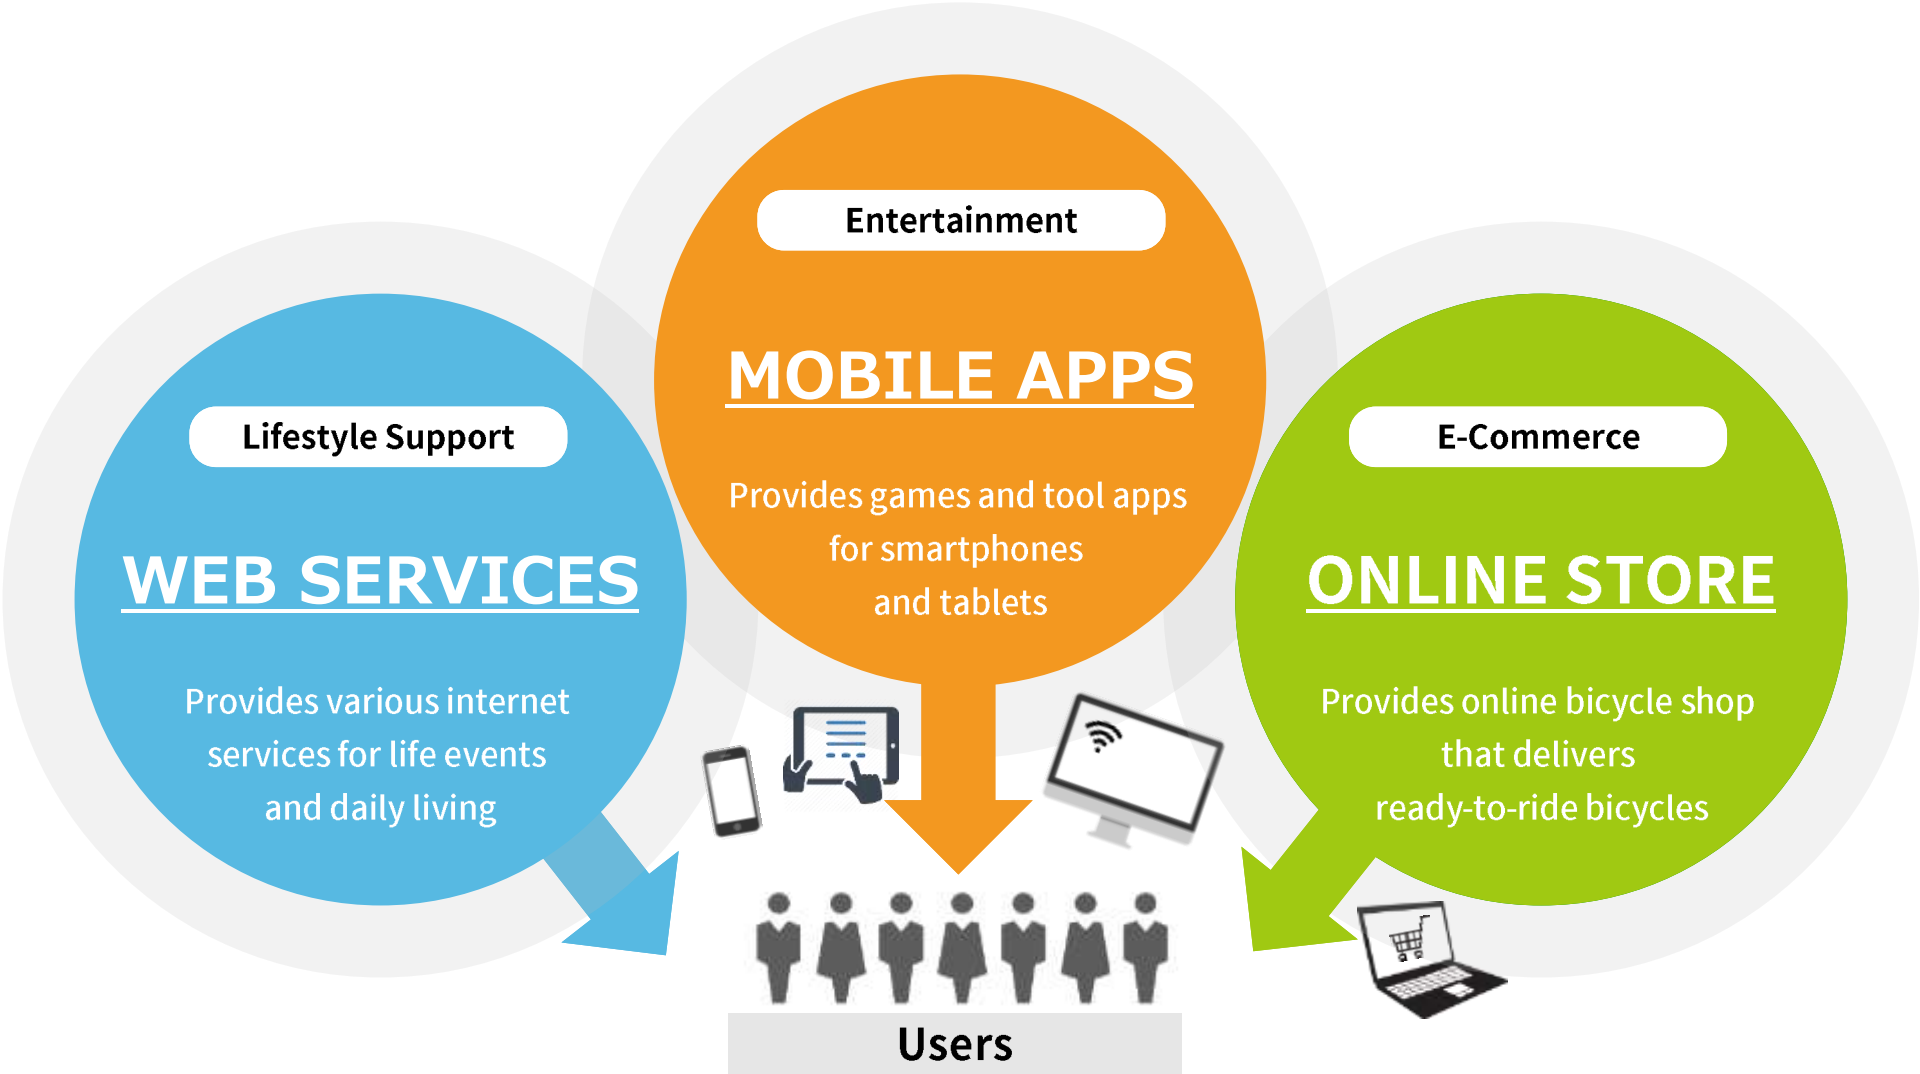 Entertainment
MOBILE APPS
Provides games and tool apps
for smartphones
and tablets
Lifestyle Support
WEB SERVICES
Provides various internet
services for life events
and daily living
E-Commerce
ONLINE STORE
Provides online bicycle shop
that delivers
ready-to-ride bicycles
Users